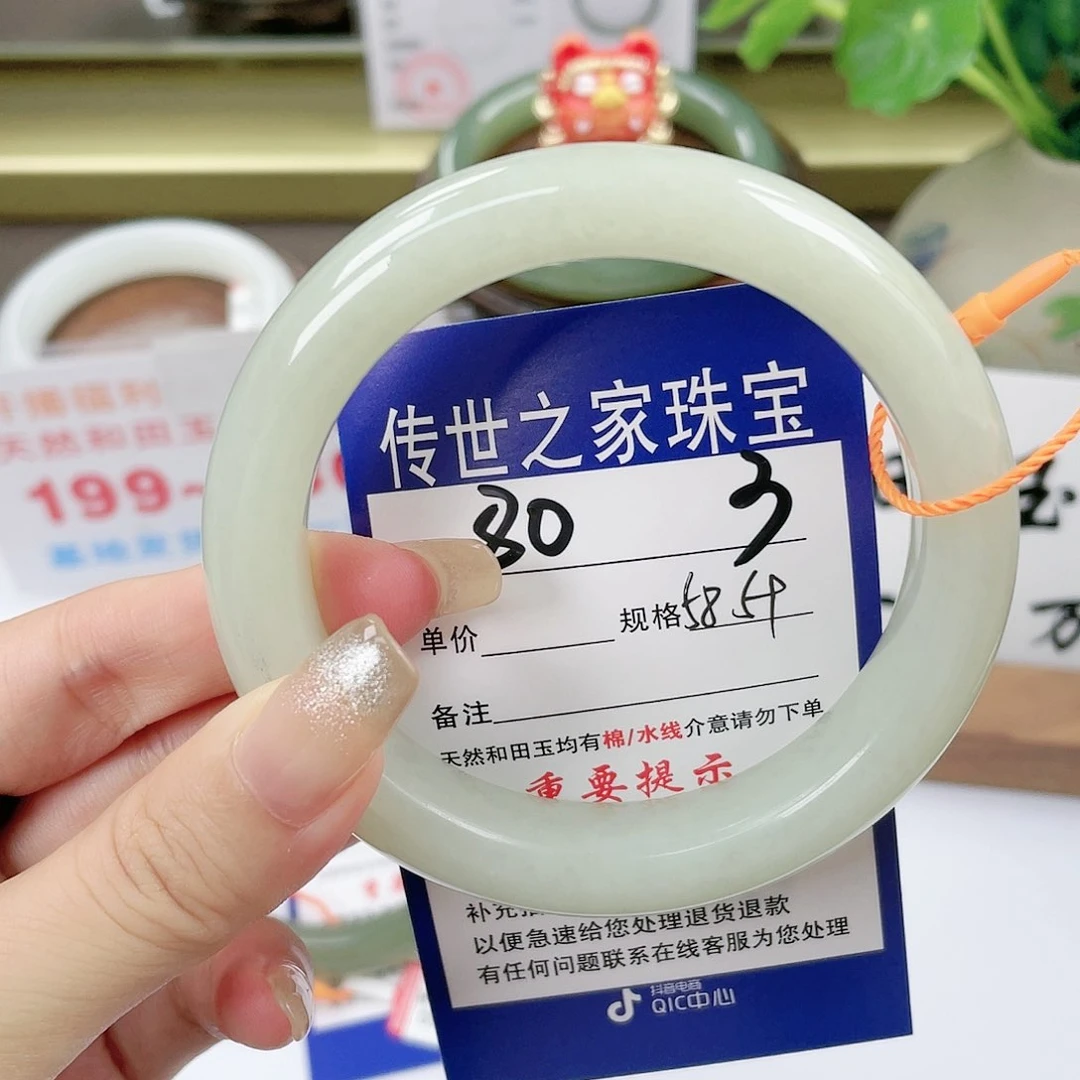 传世之家珠宝
80 3
单价 规格 58.54
备注
天然和田玉均有棉/水线介意请勿下单
重要提示
补充
以便急速给您处理退货退款
有任何问题联系在线客服为您处理
抖音电商
QIC中心
天然和田玉
199~